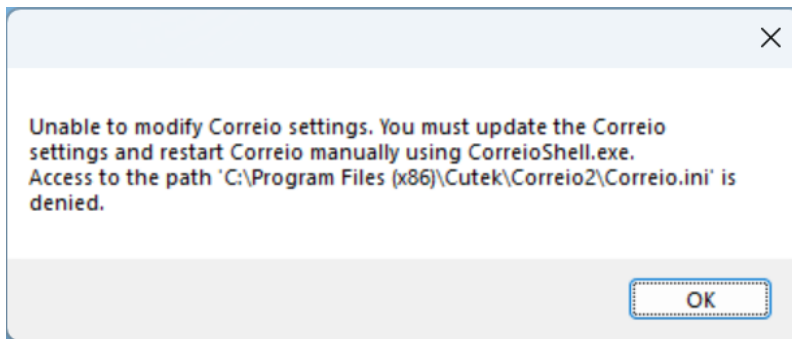 Unable to modify Correio settings. You must update the Correio
settings and restart Correio manually using CorreioShell.exe.
Access to the path 'C:\Program Files (x86)\Cutek\Correio2\Correio.ini' is
denied.
OK